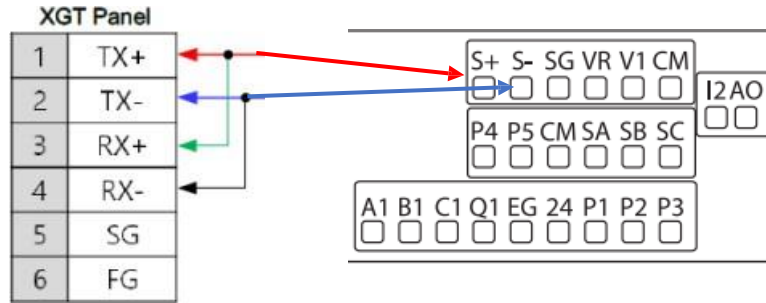 XGT Panel
1 TX+
2 TX-
3 RX+
4 RX-
5 SG
6 FG
S+ S- SG VR V1 CM
I2 AO
P4 P5 CM SA SB SC
A1 B1 C1 Q1 EG 24 P1 P2 P3